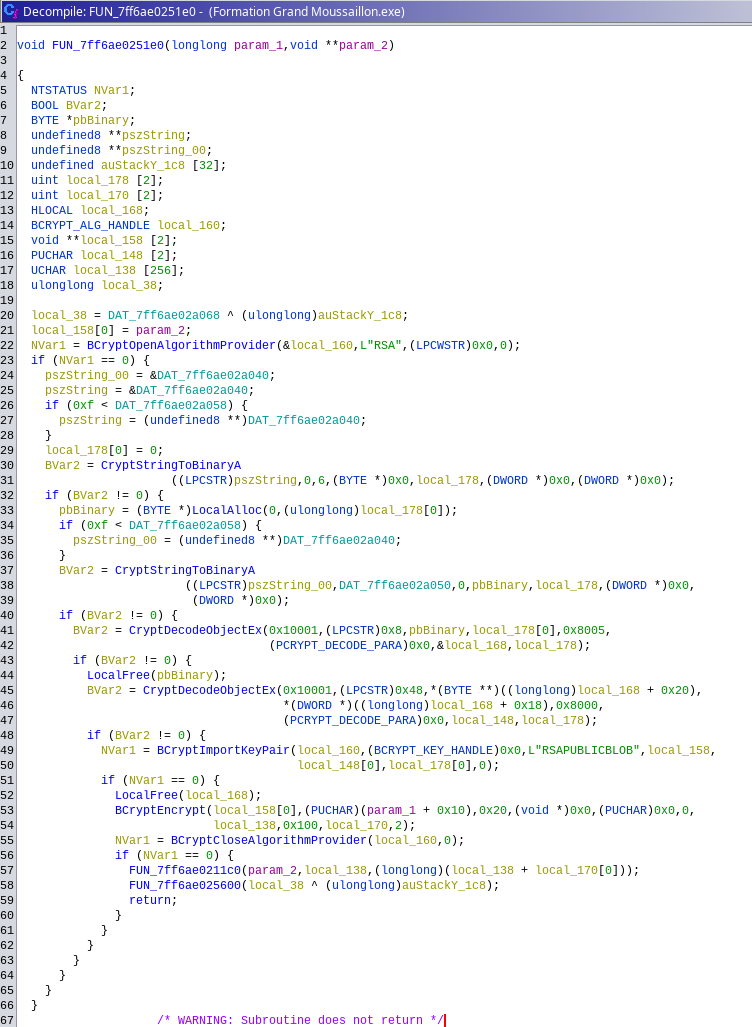 Decompile: FUN_7ff6ae0251e0 - (Formation Grand Moussaillon.exe)
1
2 void FUN_7ff6ae0251e0(longlong param_1,void **param_2)
3
4 {
5 NTSTATUS NVar1;
6 BOOL BVar2;
7 BYTE *pbBinary;
8 undefined8 **pszString;
9 undefined8 **pszString_00;
10 undefined auStackY_1c8 [32];
11 uint local_178 [2];
12 uint local_170 [2];
13 HLOCAL local_168;
14 BCRYPT_ALG_HANDLE local_160;
15 void **local_158 [2];
16 PUCHAR local_148 [2];
17 UCHAR local_138 [256];
18 ulonglong local_38;
19
20 local_38 = DAT_7ff6ae02a068 ^ (ulonglong)auStackY_1c8;
21 local_158[0] = param_2;
22 NVar1 = BCryptOpenAlgorithmProvider(&local_160,L"RSA",(LPCWSTR)0x0,0);
23 if (NVar1 == 0) {
24 pszString_00 = &DAT_7ff6ae02a040;
25 pszString = &DAT_7ff6ae02a040;
26 if (0xf < DAT_7ff6ae02a058) {
27 pszString = (undefined8 **)DAT_7ff6ae02a040;
28 }
29 local_178[0] = 0;
30 BVar2 = CryptStringToBinaryA
31 ((LPCSTR)pszString,0,6,(BYTE *)0x0,local_178,(DWORD *)0x0,(DWORD *)0x0);
32 if (BVar2 != 0) {
33 pbBinary = (BYTE *)LocalAlloc(0,(ulonglong)local_178[0]);
34 if (0xf < DAT_7ff6ae02a058) {
35 pszString_00 = (undefined8 **)DAT_7ff6ae02a040;
36 }
37 BVar2 = CryptStringToBinaryA
38 ((LPCSTR)pszString_00,DAT_7ff6ae02a050,0,pbBinary,local_178,(DWORD *)0x0,
39 (DWORD *)0x0);
40 if (BVar2 != 0) {
41 BVar2 = CryptDecodeObjectEx(0x10001,(LPCSTR)0x8,pbBinary,local_178[0],0x8005,
42 (PCRYPT_DECODE_PARA)0x0,&local_168,local_178);
43 if (BVar2 != 0) {
44 LocalFree(pbBinary);
45 BVar2 = CryptDecodeObjectEx(0x10001,(LPCSTR)0x48,*(BYTE **)((longlong)local_168 + 0x20),
46 *(DWORD *)((longlong)local_168 + 0x18),0x8000,
47 (PCRYPT_DECODE_PARA)0x0,local_148,local_178);
48 if (BVar2 != 0) {
49 NVar1 = BCryptImportKeyPair(local_160,(BCRYPT_KEY_HANDLE)0x0,L"RSAPUBLICBLOB",local_158,
50 local_148[0],local_178[0],0);
51 if (NVar1 == 0) {
52 LocalFree(local_168);
53 BCryptEncrypt(local_158[0],(PUCHAR)(param_1 + 0x10),0x20,(void *)0x0,(PUCHAR)0x0,0,
54 local_138,0x100,local_170,2);
55 NVar1 = BCryptCloseAlgorithmProvider(local_160,0);
56 if (NVar1 == 0) {
57 FUN_7ff6ae0211c0(param_2,local_138,(longlong)(local_138 + local_170[0]));
58 FUN_7ff6ae025600(local_38 ^ (ulonglong)auStackY_1c8);
59 return;
60 }
61 }
62 }
63 }
64 }
65 }
66 }
67 /* WARNING: Subroutine does not return */